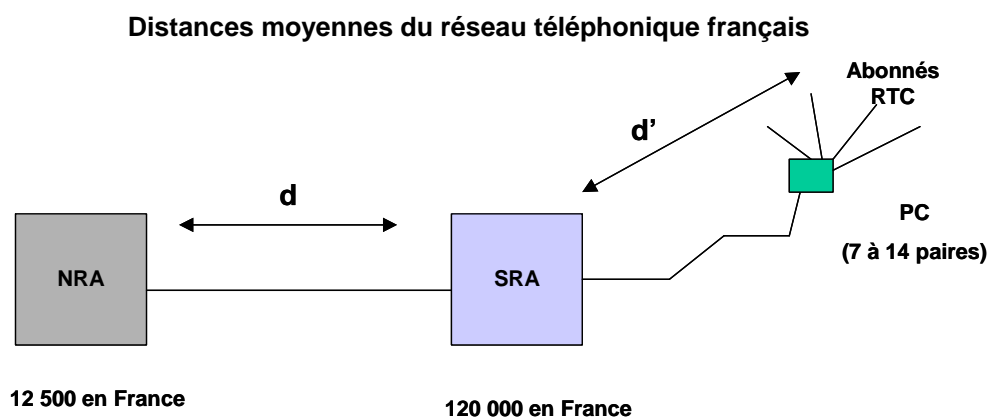 Distances moyennes du réseau téléphonique français
Abonnés
RTC
d'
d
PC
(7 à 14 paires)
NRA
SRA
12 500 en France
120 000 en France